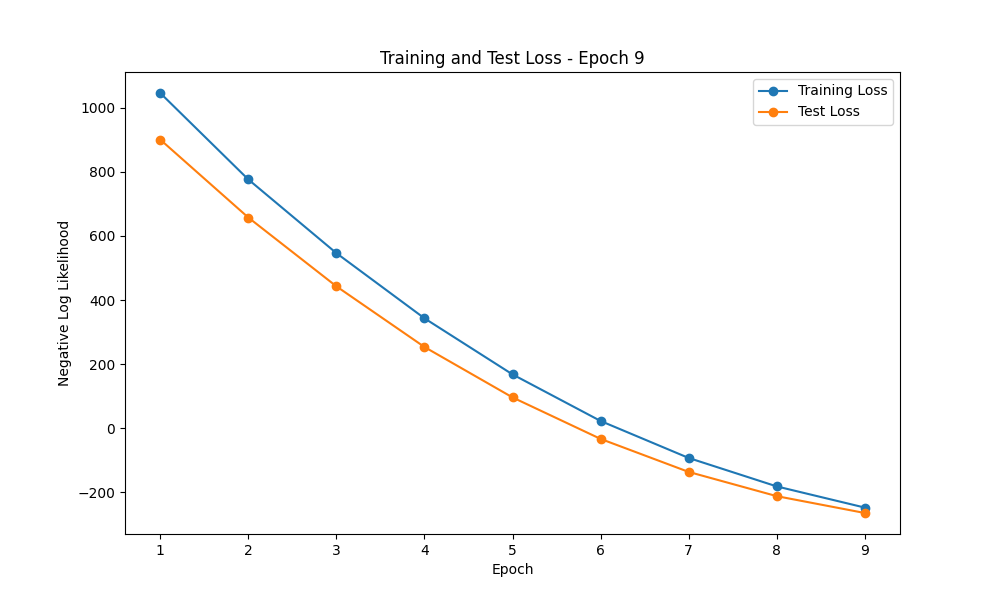 Training and Test Loss - Epoch 9
Training Loss
Test Loss
Negative Log Likelihood
1000
800
600
400
200
0
−200
1 2 3 4 5 6 7 8 9
Epoch